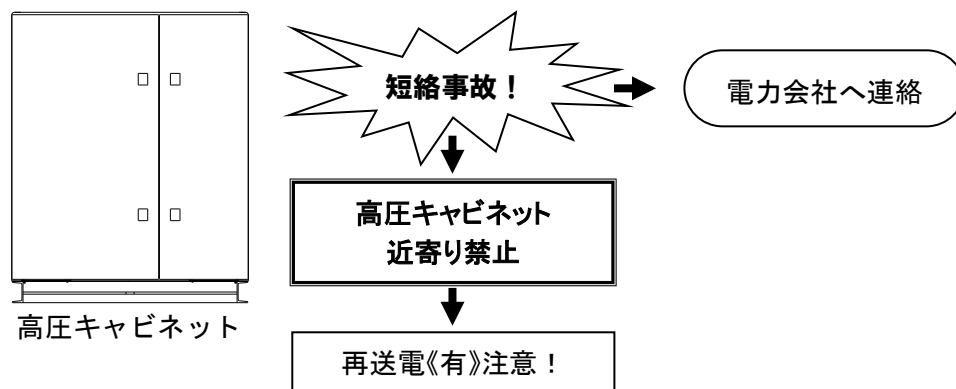 短絡事故！
電力会社へ連絡
高圧キャビネット
近寄り禁止
高圧キャビネット
再送電《有》注意！